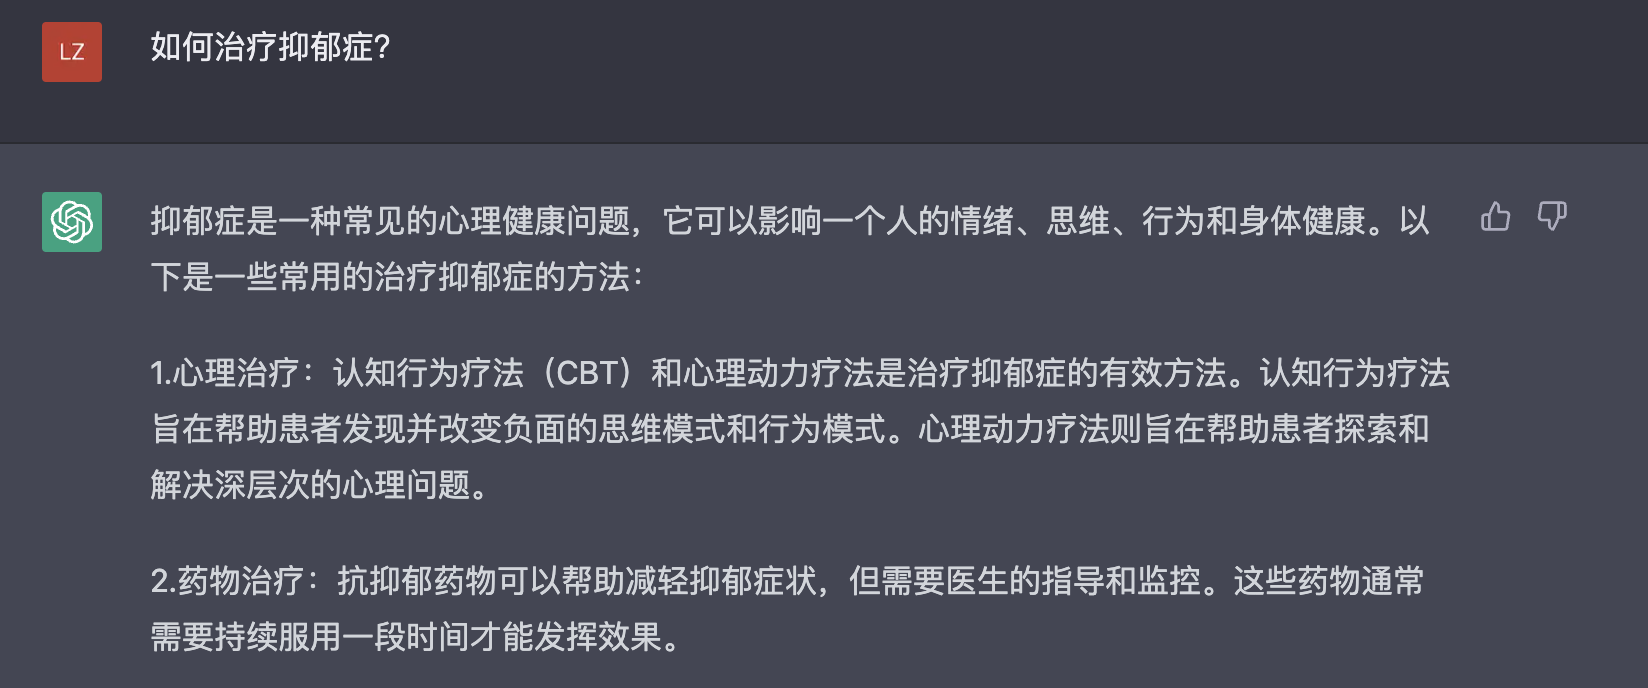 LZ
如何治疗抑郁症?
抑郁症是一种常见的心理健康问题，它可以影响一个人的情绪、思维、行为和身体健康。以
下是一些常用的治疗抑郁症的方法：
1.心理治疗：认知行为疗法（CBT）和心理动力疗法是治疗抑郁症的有效方法。认知行为疗法
旨在帮助患者发现并改变负面的思维模式和行为模式。心理动力疗法则旨在帮助患者探索和
解决深层次的心理问题。
2.药物治疗：抗抑郁药物可以帮助减轻抑郁症状，但需要医生的指导和监控。这些药物通常
需要持续服用一段时间才能发挥效果。